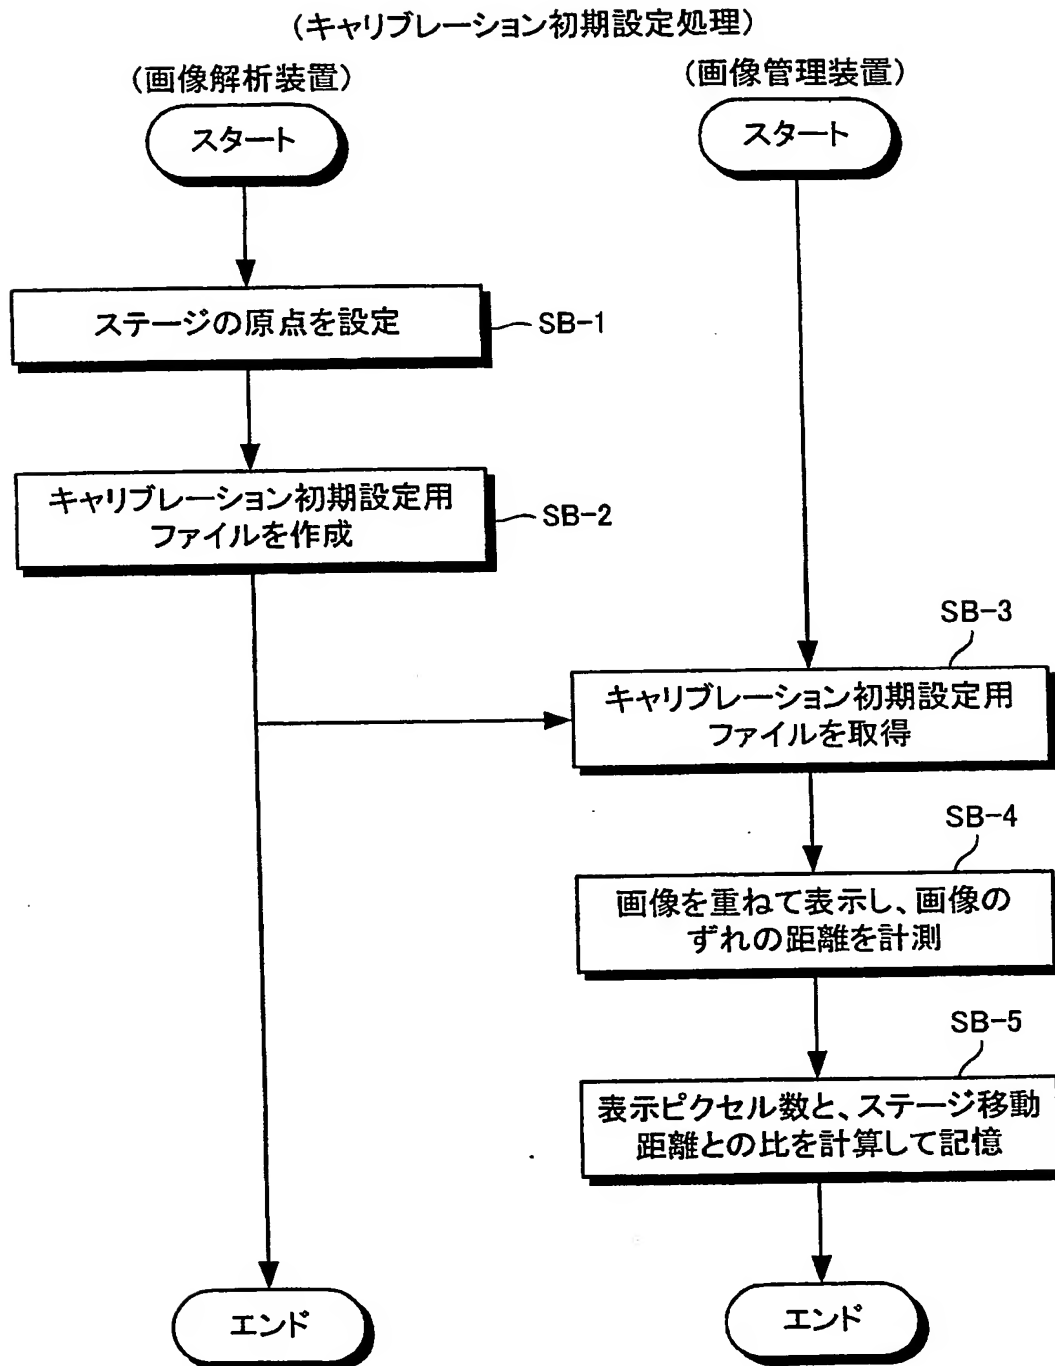 (キャリブレーション初期設定処理)
(画像解析装置)
(画像管理装置)
スタート
スタート
ステージの原点を設定
SB-1
キャリブレーション初期設定用
ファイルを作成
SB-2
SB-3
キャリブレーション初期設定用
ファイルを取得
SB-4
画像を重ねて表示し、画像の
ずれの距離を計測
SB-5
表示ピクセル数と、ステージ移動
距離との比を計算して記憶
エンド
エンド